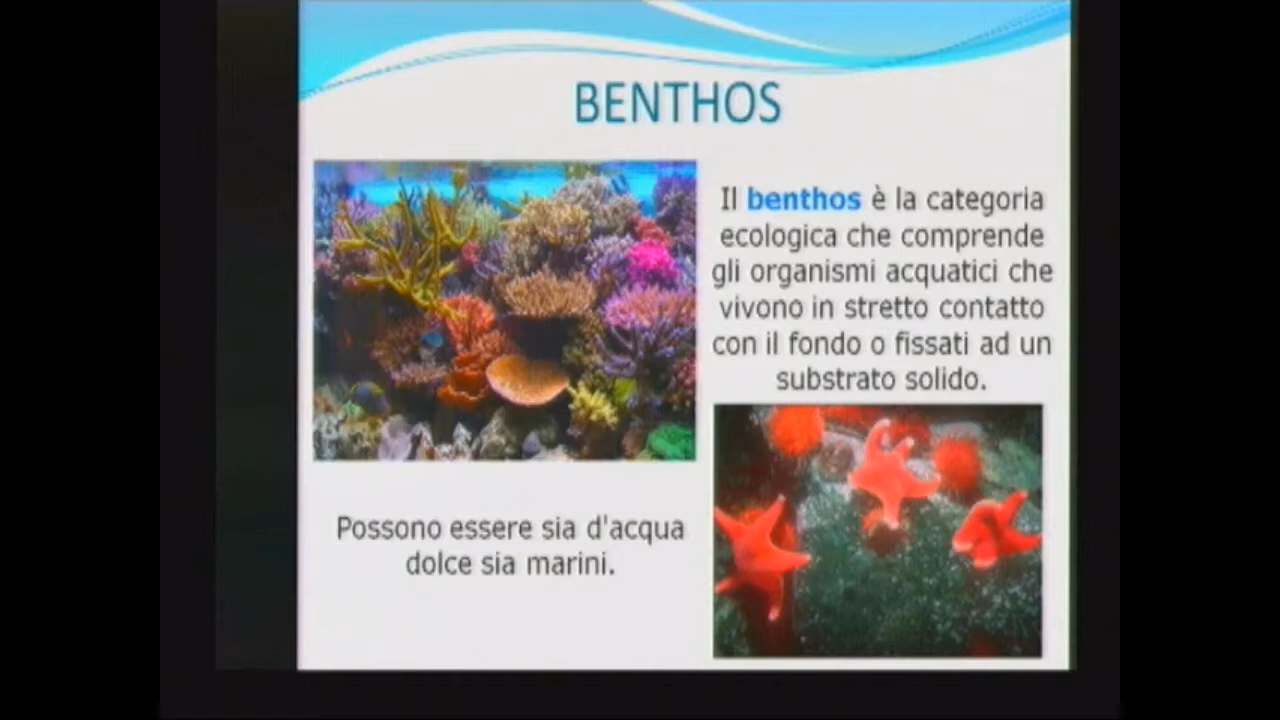 BENTHOS
Il benthos è la categoria
ecologica che comprende
gli organismi acquatici che
vivono in stretto contatto
con il fondo o fissati ad un
substrato solido.
Possono essere sia d'acqua
dolce sia marini.